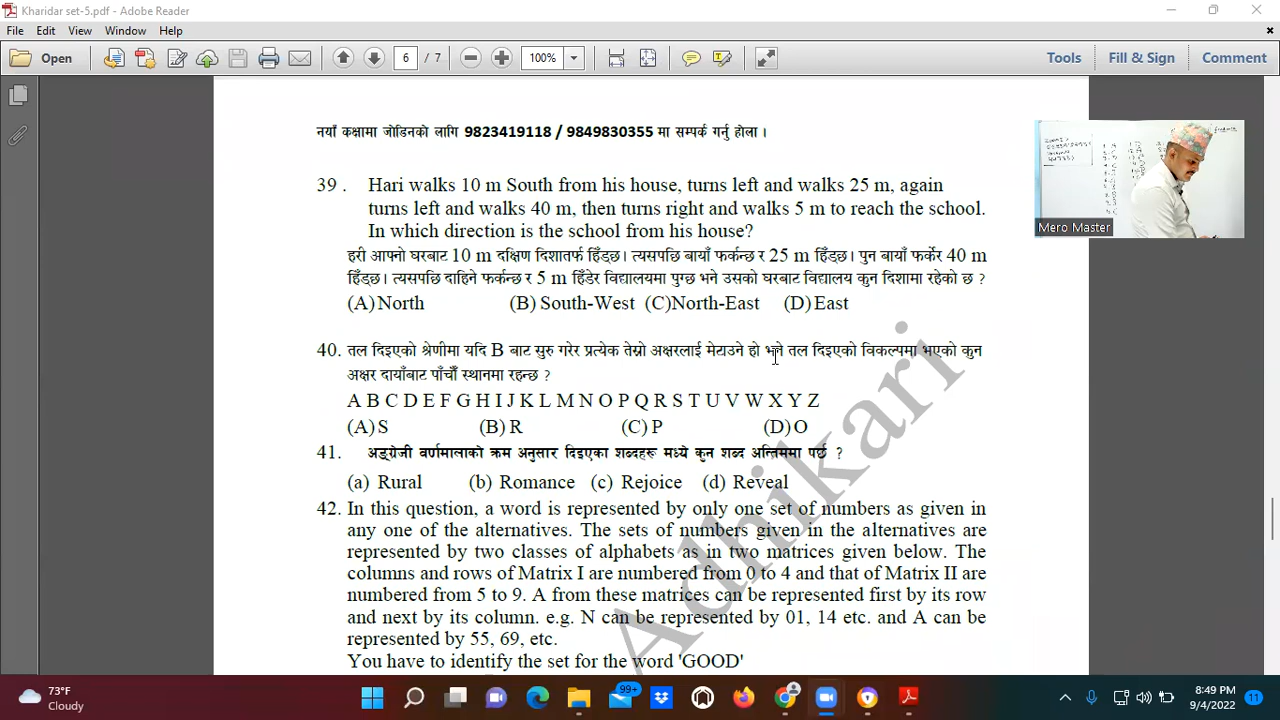 Kharidar set-5.pdf - Adobe Reader
File Edit View Window Help
Open 6 / 7 100% Tools Fill & Sign Comment
नयाँ कक्षामा जोडिनको लागि 9823419118 / 9849830355 मा सम्पर्क गर्नु होला ।
Mero Master
39 . Hari walks 10 m South from his house, turns left and walks 25 m, again
turns left and walks 40 m, then turns right and walks 5 m to reach the school.
In which direction is the school from his house?
हरी आफ्नो घरबाट 10 m दक्षिण दिशातर्फ हिँड्छ। त्यसपछि बायाँ फर्कन्छ र 25 m हिँड्छ। पुन बायाँ फर्केर 40 m
हिँड्छ। त्यसपछि दाहिने फर्कन्छ र 5 m हिँडेर विद्यालयमा पुग्छ भने उसको घरबाट विद्यालय कुन दिशामा रहेको छ ?
(A) North (B) South-West (C)North-East (D) East
40. तल दिइएको श्रेणीमा यदि B बाट सुरु गरेर प्रत्येक तेस्रो अक्षरलाई मेटाउने हो भने तल दिइएको विकल्पमा भएको कुन
अक्षर दायाँबाट पाँचौँ स्थानमा रहन्छ ?
A B C D E F G H I J K L M N O P Q R S T U V W X Y Z
(A) S (B) R (C) P (D) O
41. अङ्ग्रेजी वर्णमालाको क्रम अनुसार दिइएका शब्दहरू मध्ये कुन शब्द अन्तिममा पर्छ ?
(a) Rural (b) Romance (c) Rejoice (d) Reveal
42. In this question, a word is represented by only one set of numbers as given in
any one of the alternatives. The sets of numbers given in the alternatives are
represented by two classes of alphabets as in two matrices given below. The
columns and rows of Matrix I are numbered from 0 to 4 and that of Matrix II are
numbered from 5 to 9. A from these matrices can be represented first by its row
and next by its column. e.g. N can be represented by 01, 14 etc. and A can be
represented by 55, 69, etc.
You have to identify the set for the word 'GOOD'
Adhikari
73°F
Cloudy
99+
8:49 PM
9/4/2022
11